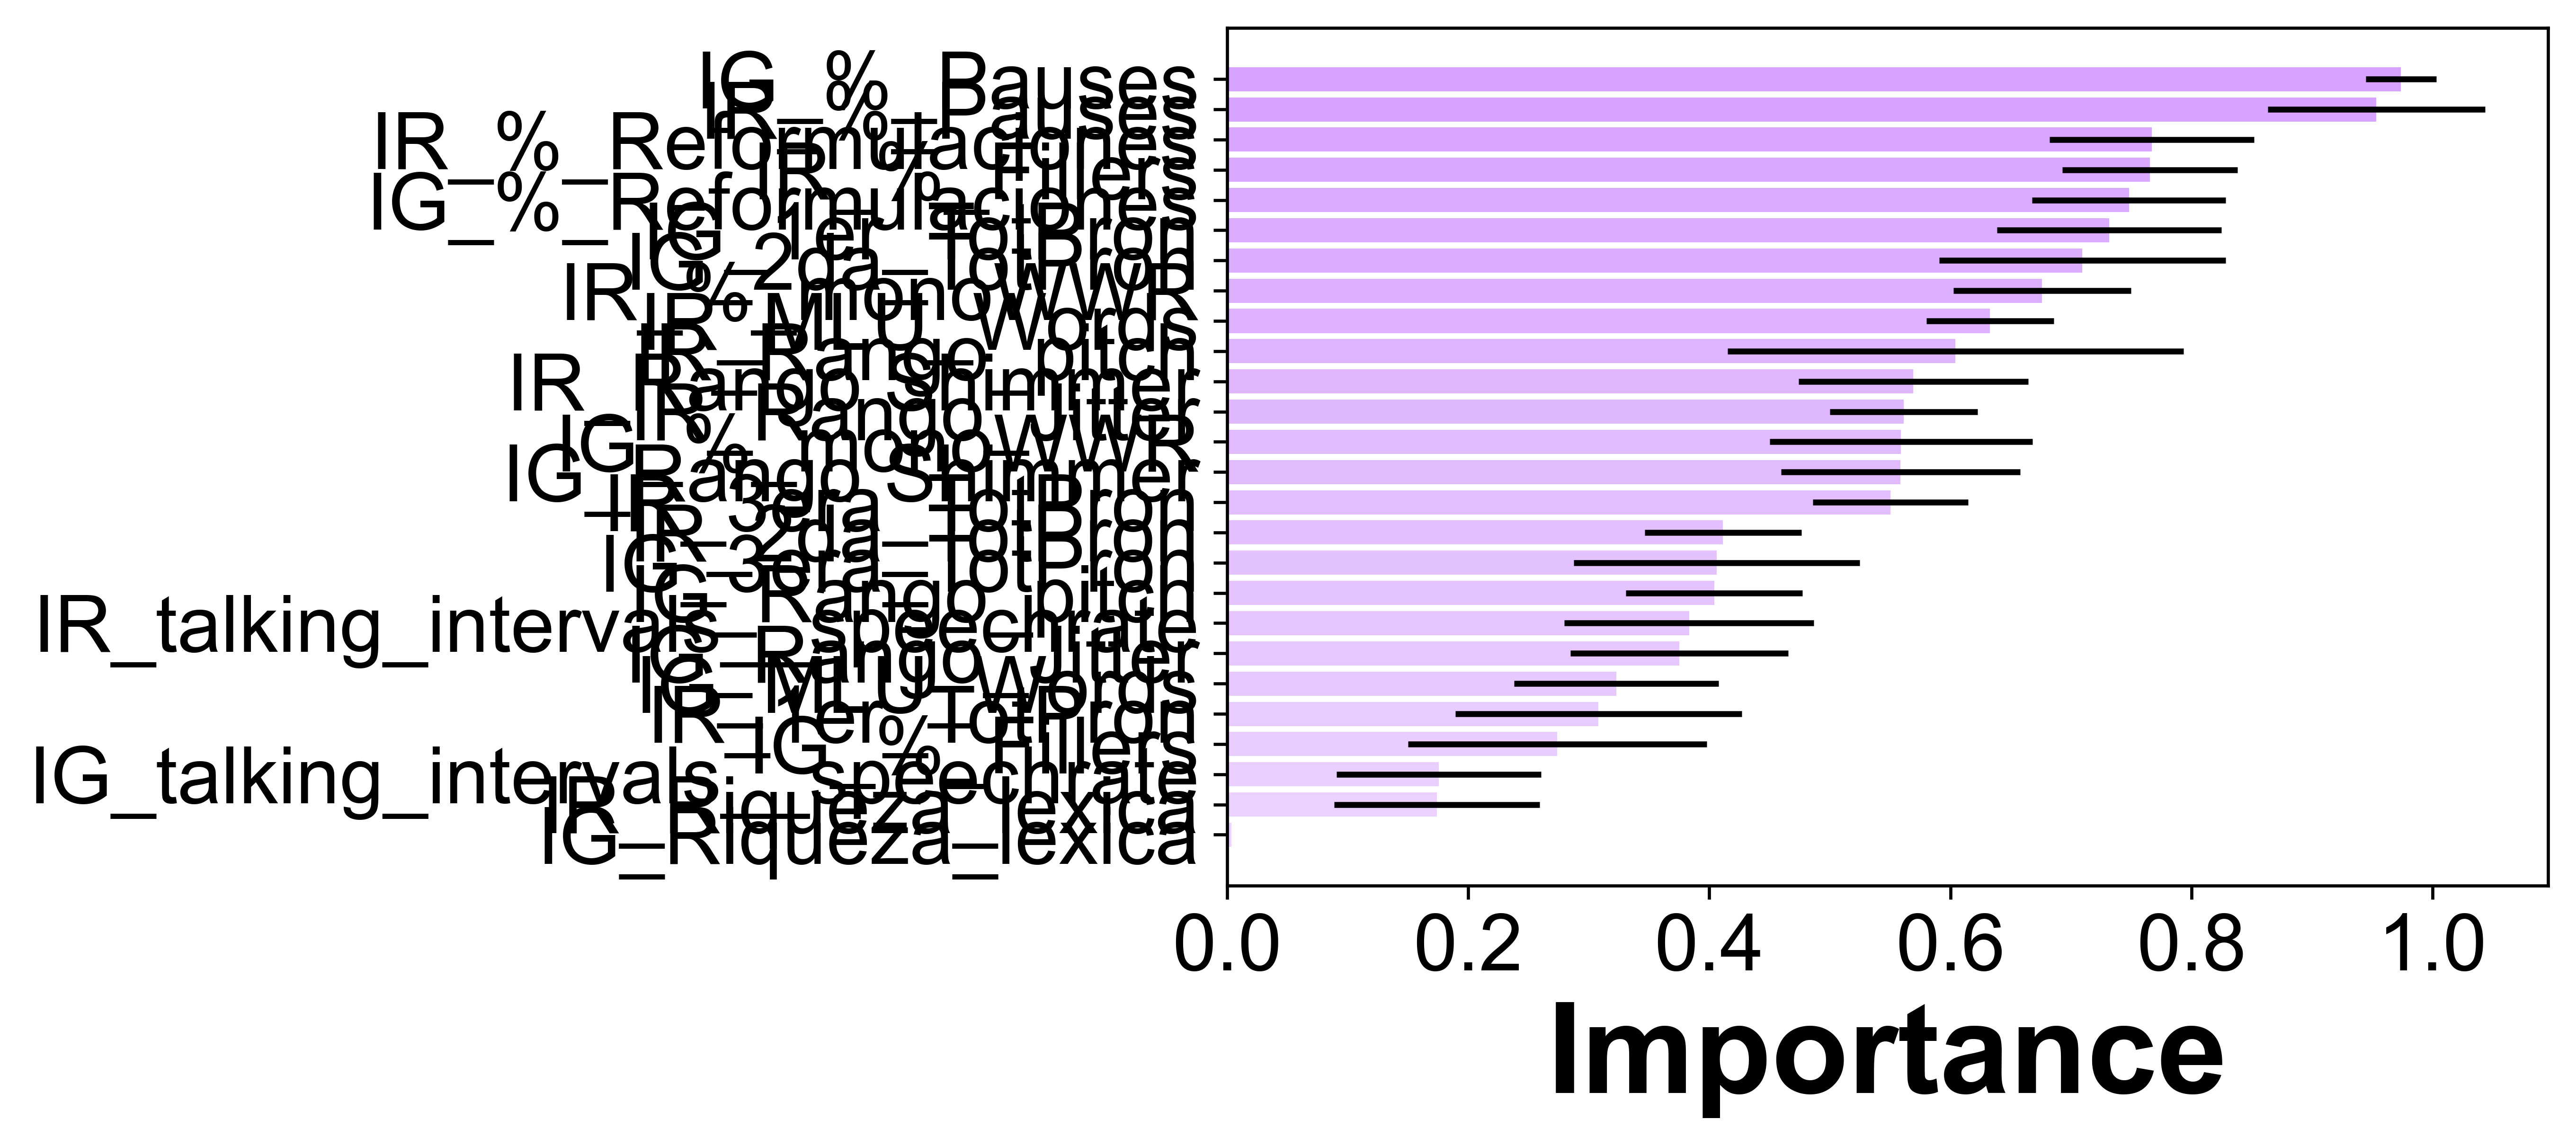 IG_%_Pauses
IR_%_Pauses
IR_%_Reformulaciones
IR_%_Fillers
IG_%_Reformulaciones
IG_1er_TotPron
IG_2da_TotPron
IR_%_mono_WWR
IR_MLU_Words
IR_Rango_pitch
IR_Rango_Shimmer
IR_Rango_Jitter
IG_%_mono_WWR
IG_Rango_Shimmer
IR_3era_TotPron
IR_2da_TotPron
IG_3era_TotPron
IG_Rango_pitch
IR_talking_intervals_speechrate
IG_Rango_Jitter
IG_MLU_Words
IR_1er_TotPron
IG_%_Fillers
IG_talking_intervals_speechrate
IR_Riqueza_lexica
IG_Riqueza_lexica
0.0 0.2 0.4 0.6 0.8 1.0
Importance